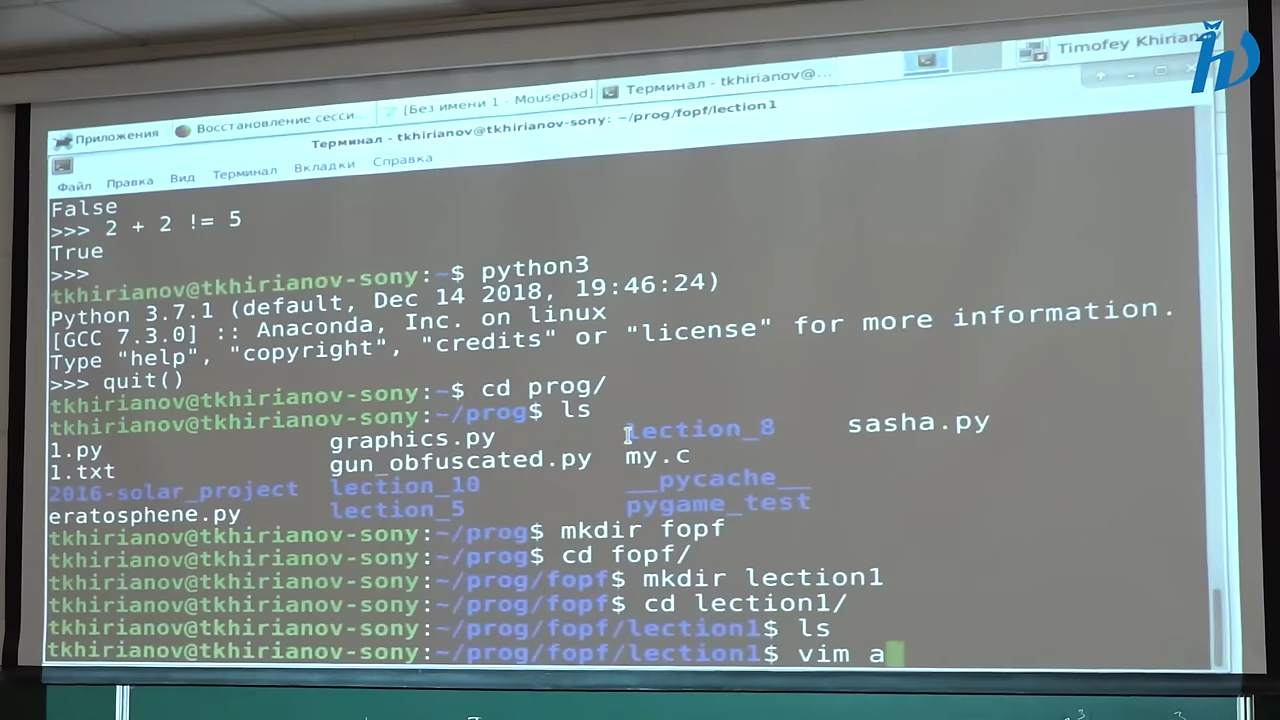 Приложения
Восстановление сесси...
[Без имени 1 - Mousepad]
Терминал - tkhirianov@...
Timofey Khirianov
Терминал - tkhirianov@tkhirianov-sony: ~/prog/fopf/lection1
Файл Правка Вид Терминал Вкладки Справка
False
>>> 2 + 2 != 5
True
>>>
tkhirianov@tkhirianov-sony:~$ python3
Python 3.7.1 (default, Dec 14 2018, 19:46:24)
[GCC 7.3.0] :: Anaconda, Inc. on linux
Type "help", "copyright", "credits" or "license" for more information.
>>> quit()
tkhirianov@tkhirianov-sony:~$ cd prog/
tkhirianov@tkhirianov-sony:~/prog$ ls
1.py graphics.py lection_8 sasha.py
1.txt gun_obfuscated.py my.c
2016-solar_project lection_10 __pycache__
eratosphene.py lection_5 pygame_test
tkhirianov@tkhirianov-sony:~/prog$ mkdir fopf
tkhirianov@tkhirianov-sony:~/prog$ cd fopf/
tkhirianov@tkhirianov-sony:~/prog/fopf$ mkdir lection1
tkhirianov@tkhirianov-sony:~/prog/fopf$ cd lection1/
tkhirianov@tkhirianov-sony:~/prog/fopf/lection1$ ls
tkhirianov@tkhirianov-sony:~/prog/fopf/lection1$ vim a